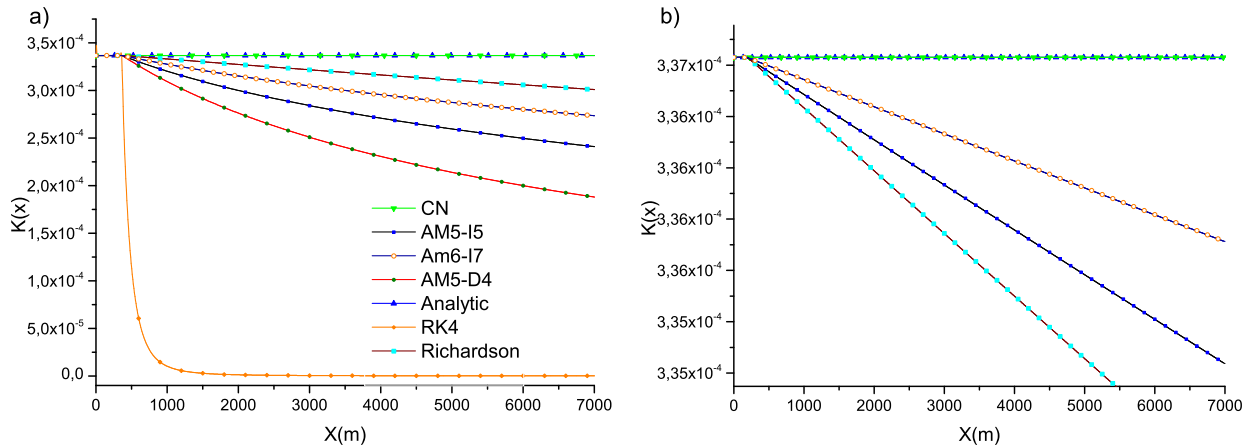 a)
3,5x10⁻⁴
3,0x10⁻⁴
2,5x10⁻⁴
2,0x10⁻⁴
1,5x10⁻⁴
1,0x10⁻⁴
5,0x10⁻⁵
0,0
K(x)
CN
AM5-I5
Am6-I7
AM5-D4
Analytic
RK4
Richardson
0 1000 2000 3000 4000 5000 6000 7000
X(m)
b)
3,37x10⁻⁴
3,36x10⁻⁴
3,36x10⁻⁴
3,36x10⁻⁴
3,36x10⁻⁴
3,35x10⁻⁴
3,35x10⁻⁴
K(x)
0 1000 2000 3000 4000 5000 6000 7000
X(m)